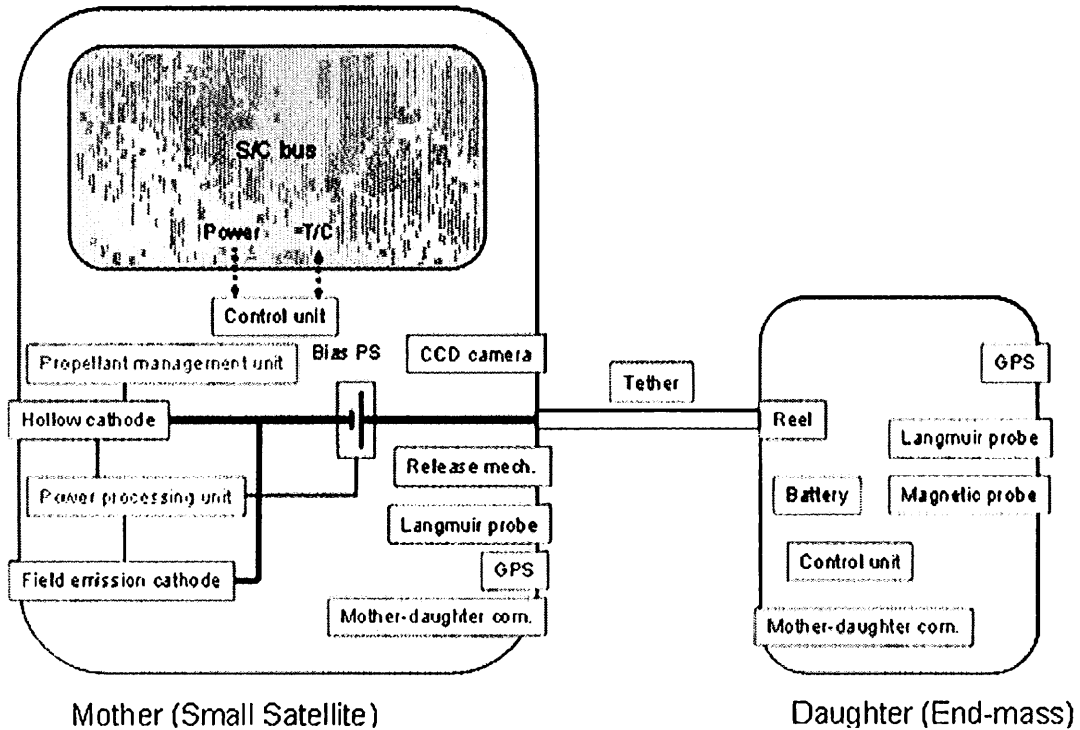 S/C bus
Power T/C
Control unit
Bias PS
CCD camera
Propellant management unit
Hollow cathode
Release mech.
Power processing unit
Langmuir probe
GPS
Field emission cathode
Mother-daughter com.
Tether
GPS
Reel
Langmuir probe
Battery
Magnetic probe
Control unit
Mother-daughter com.
Mother (Small Satellite)
Daughter (End-mass)